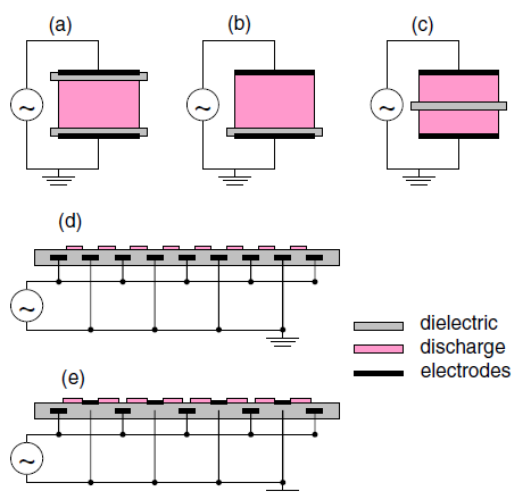 (a)
(b)
(c)
~
~
~
(d)
~
dielectric
discharge
electrodes
(e)
~